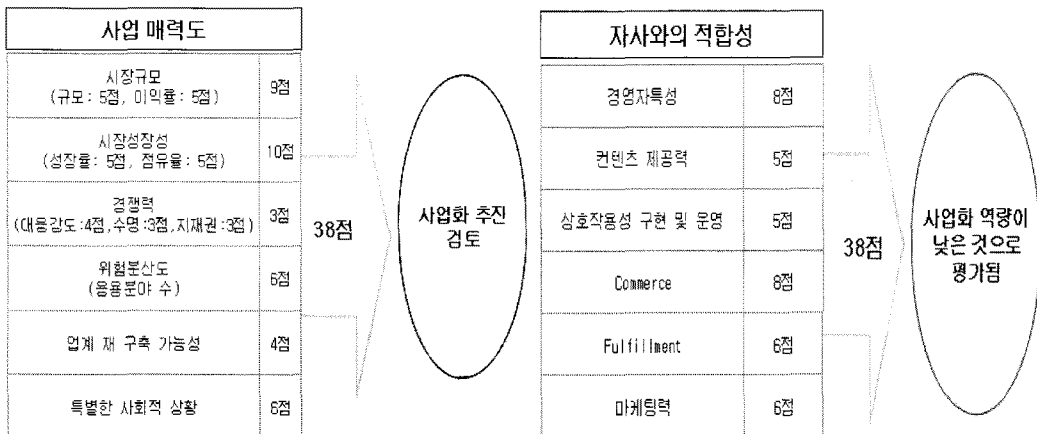 사업 매력도
시장규모
(규모: 5점, 이익률: 5점)
9점
시장성장성
(성장률: 5점, 점유율: 5점)
10점
경쟁력
(대응강도:4점,수명:3점,지재권:3점)
3점
위험분산도
(응용분야 수)
6점
업계 재 구축 가능성
4점
특별한 사회적 상황
6점
38점
사업화 추진
검토
자사와의 적합성
경영자특성
8점
컨텐츠 제공력
5점
상호작용성 구현 및 운영
5점
Commerce
8점
Fulfillment
6점
마케팅력
6점
38점
사업화 역량이
낮은 것으로
평가됨